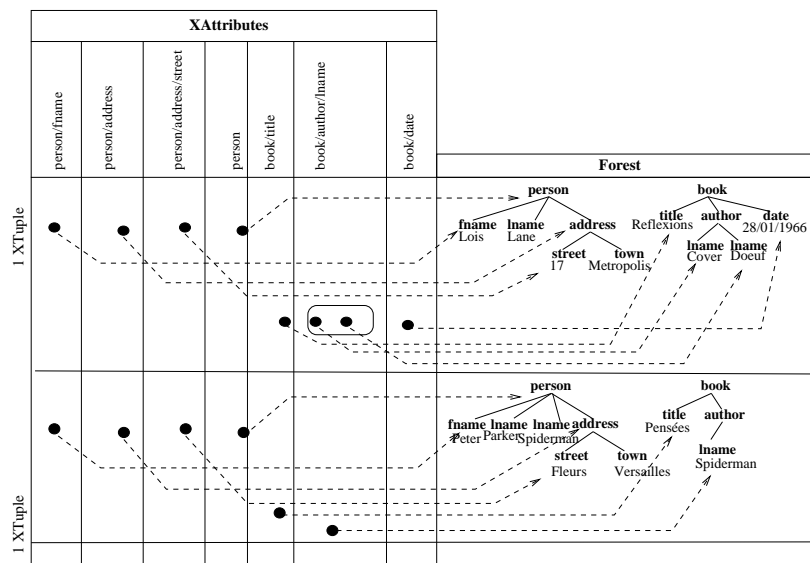 XAttributes
person/fname
person/address
person/address/street
person
book/title
book/author/lname
book/date
Forest
1 XTuple
person
book
fname lname address
title author date
Lois Lane
Reflexions 28/01/1966
street town
lname lname
17 Metropolis
Cover Doeuf
1 XTuple
person
book
fname lname lname address
title author
Peter Parker Spiderman
Pensées
street town
lname
Fleurs Versailles
Spiderman